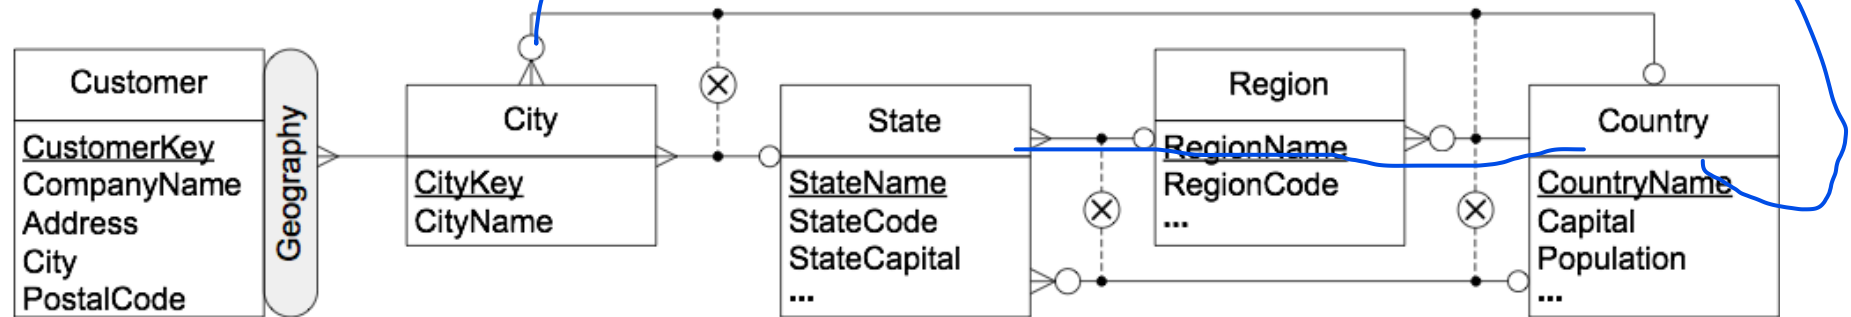 Customer
CustomerKey
CompanyName
Address
City
PostalCode
Geography
City
CityKey
CityName
State
StateName
StateCode
StateCapital
...
Region
RegionName
RegionCode
...
Country
CountryName
Capital
Population
...